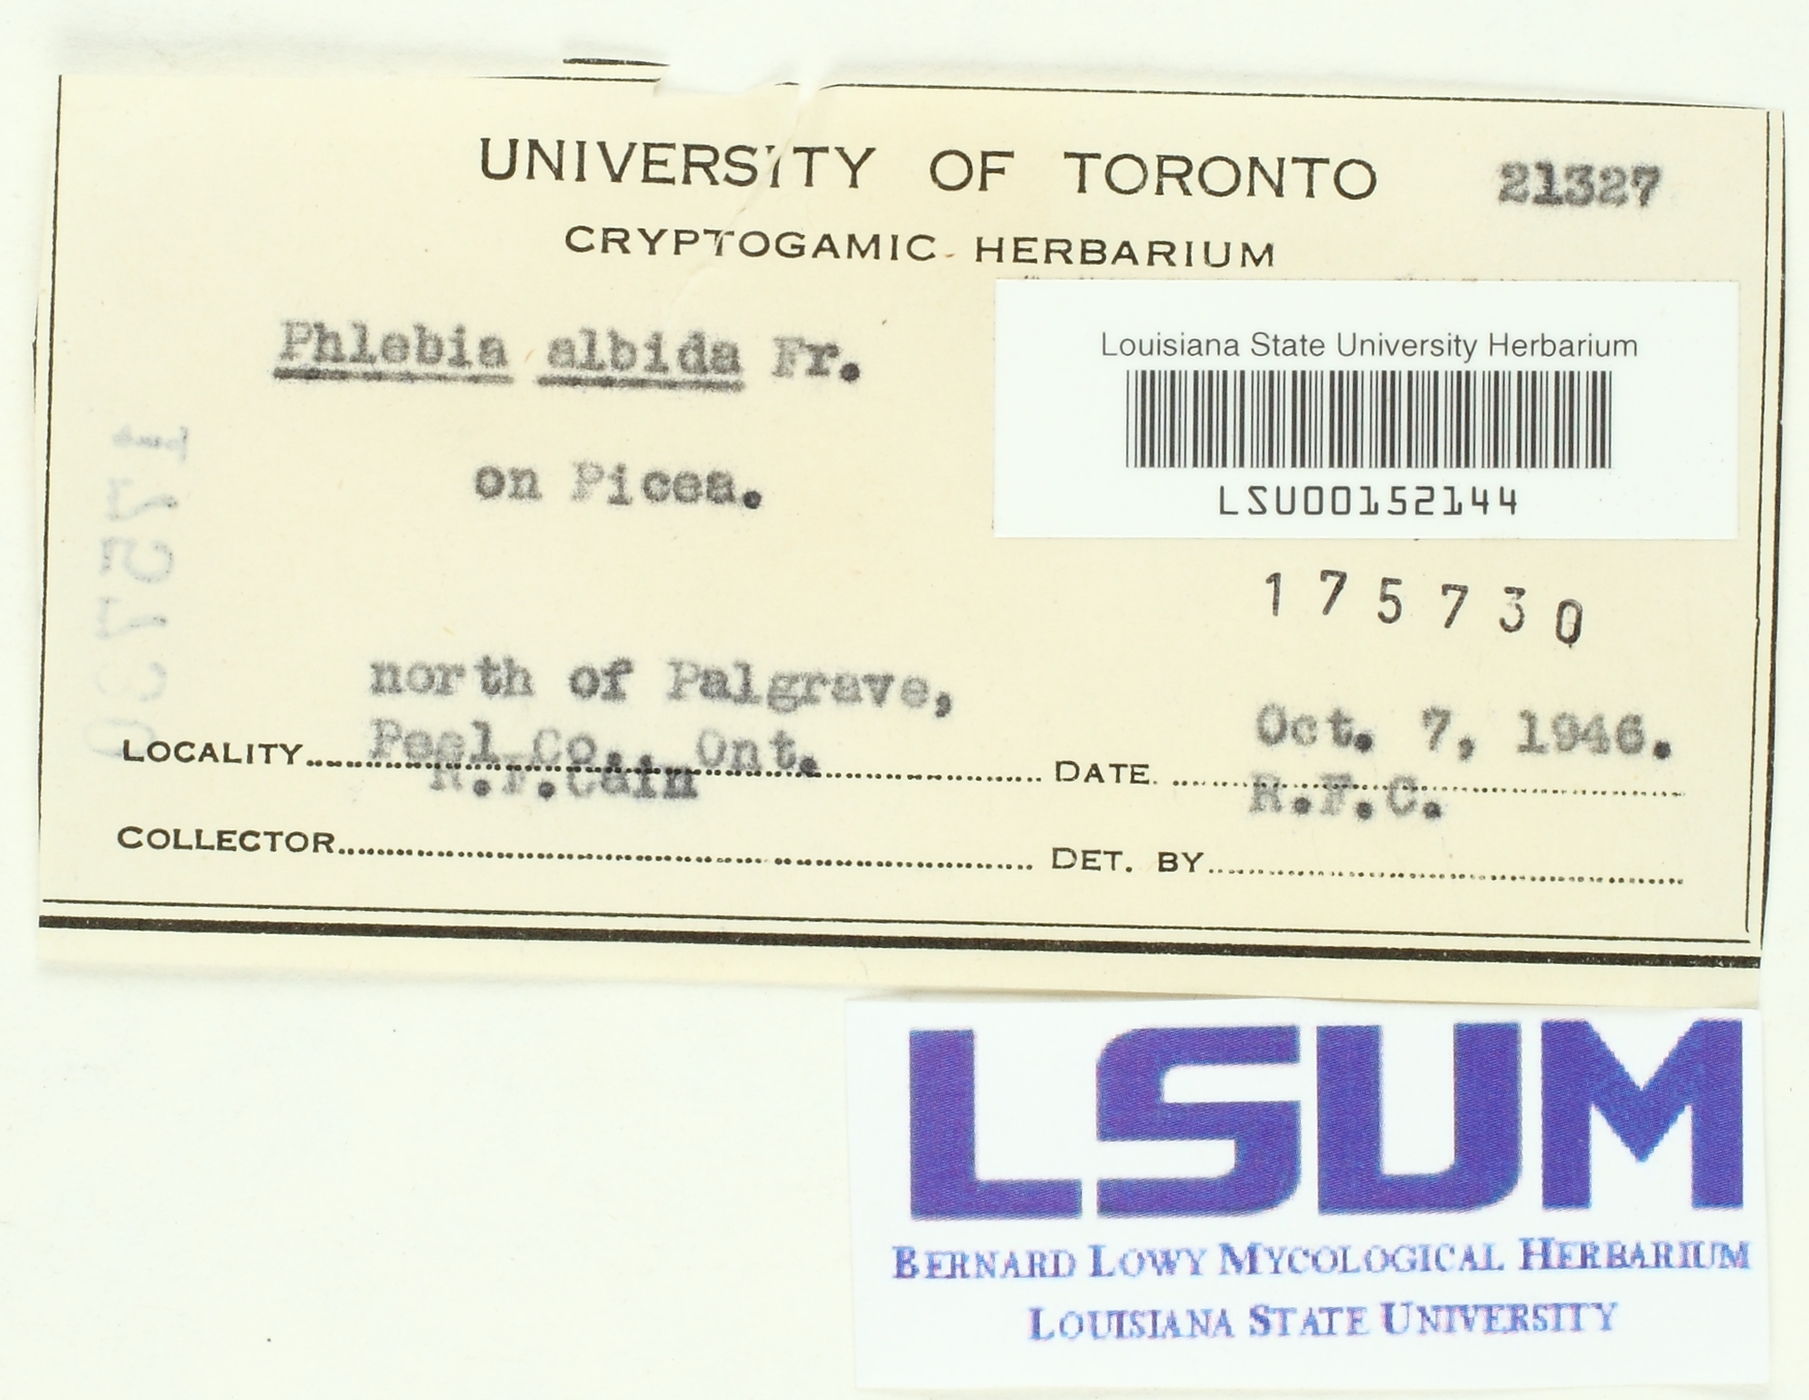 UNIVERSITY OF TORONTO 21327
CRYPTOGAMIC HERBARIUM
Phlebia albida Fr.
on Picea.
Louisiana State University Herbarium
LSU00152144
175730
north of Palgrave,
LOCALITY Peel Co., Ont. DATE Oct. 7, 1946.
R.F.Cain R.F.C.
COLLECTOR DET. BY
175730
LSUM
BERNARD LOWY MYCOLOGICAL HERBARIUM
LOUISIANA STATE UNIVERSITY